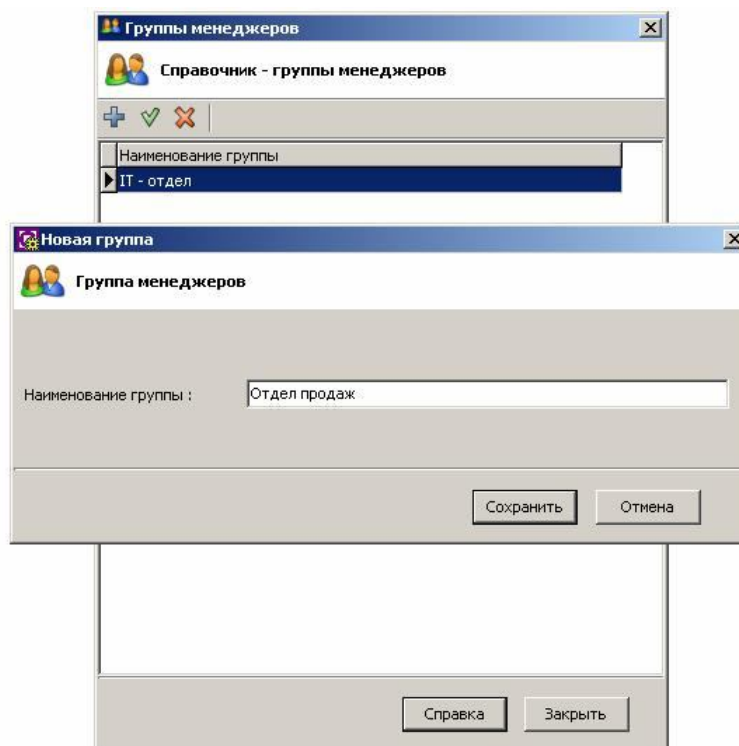 Группы менеджеров
Справочник - группы менеджеров
Наименование группы
IT - отдел
Новая группа
Группа менеджеров
Наименование группы :
Отдел продаж
Сохранить
Отмена
Справка
Закрыть